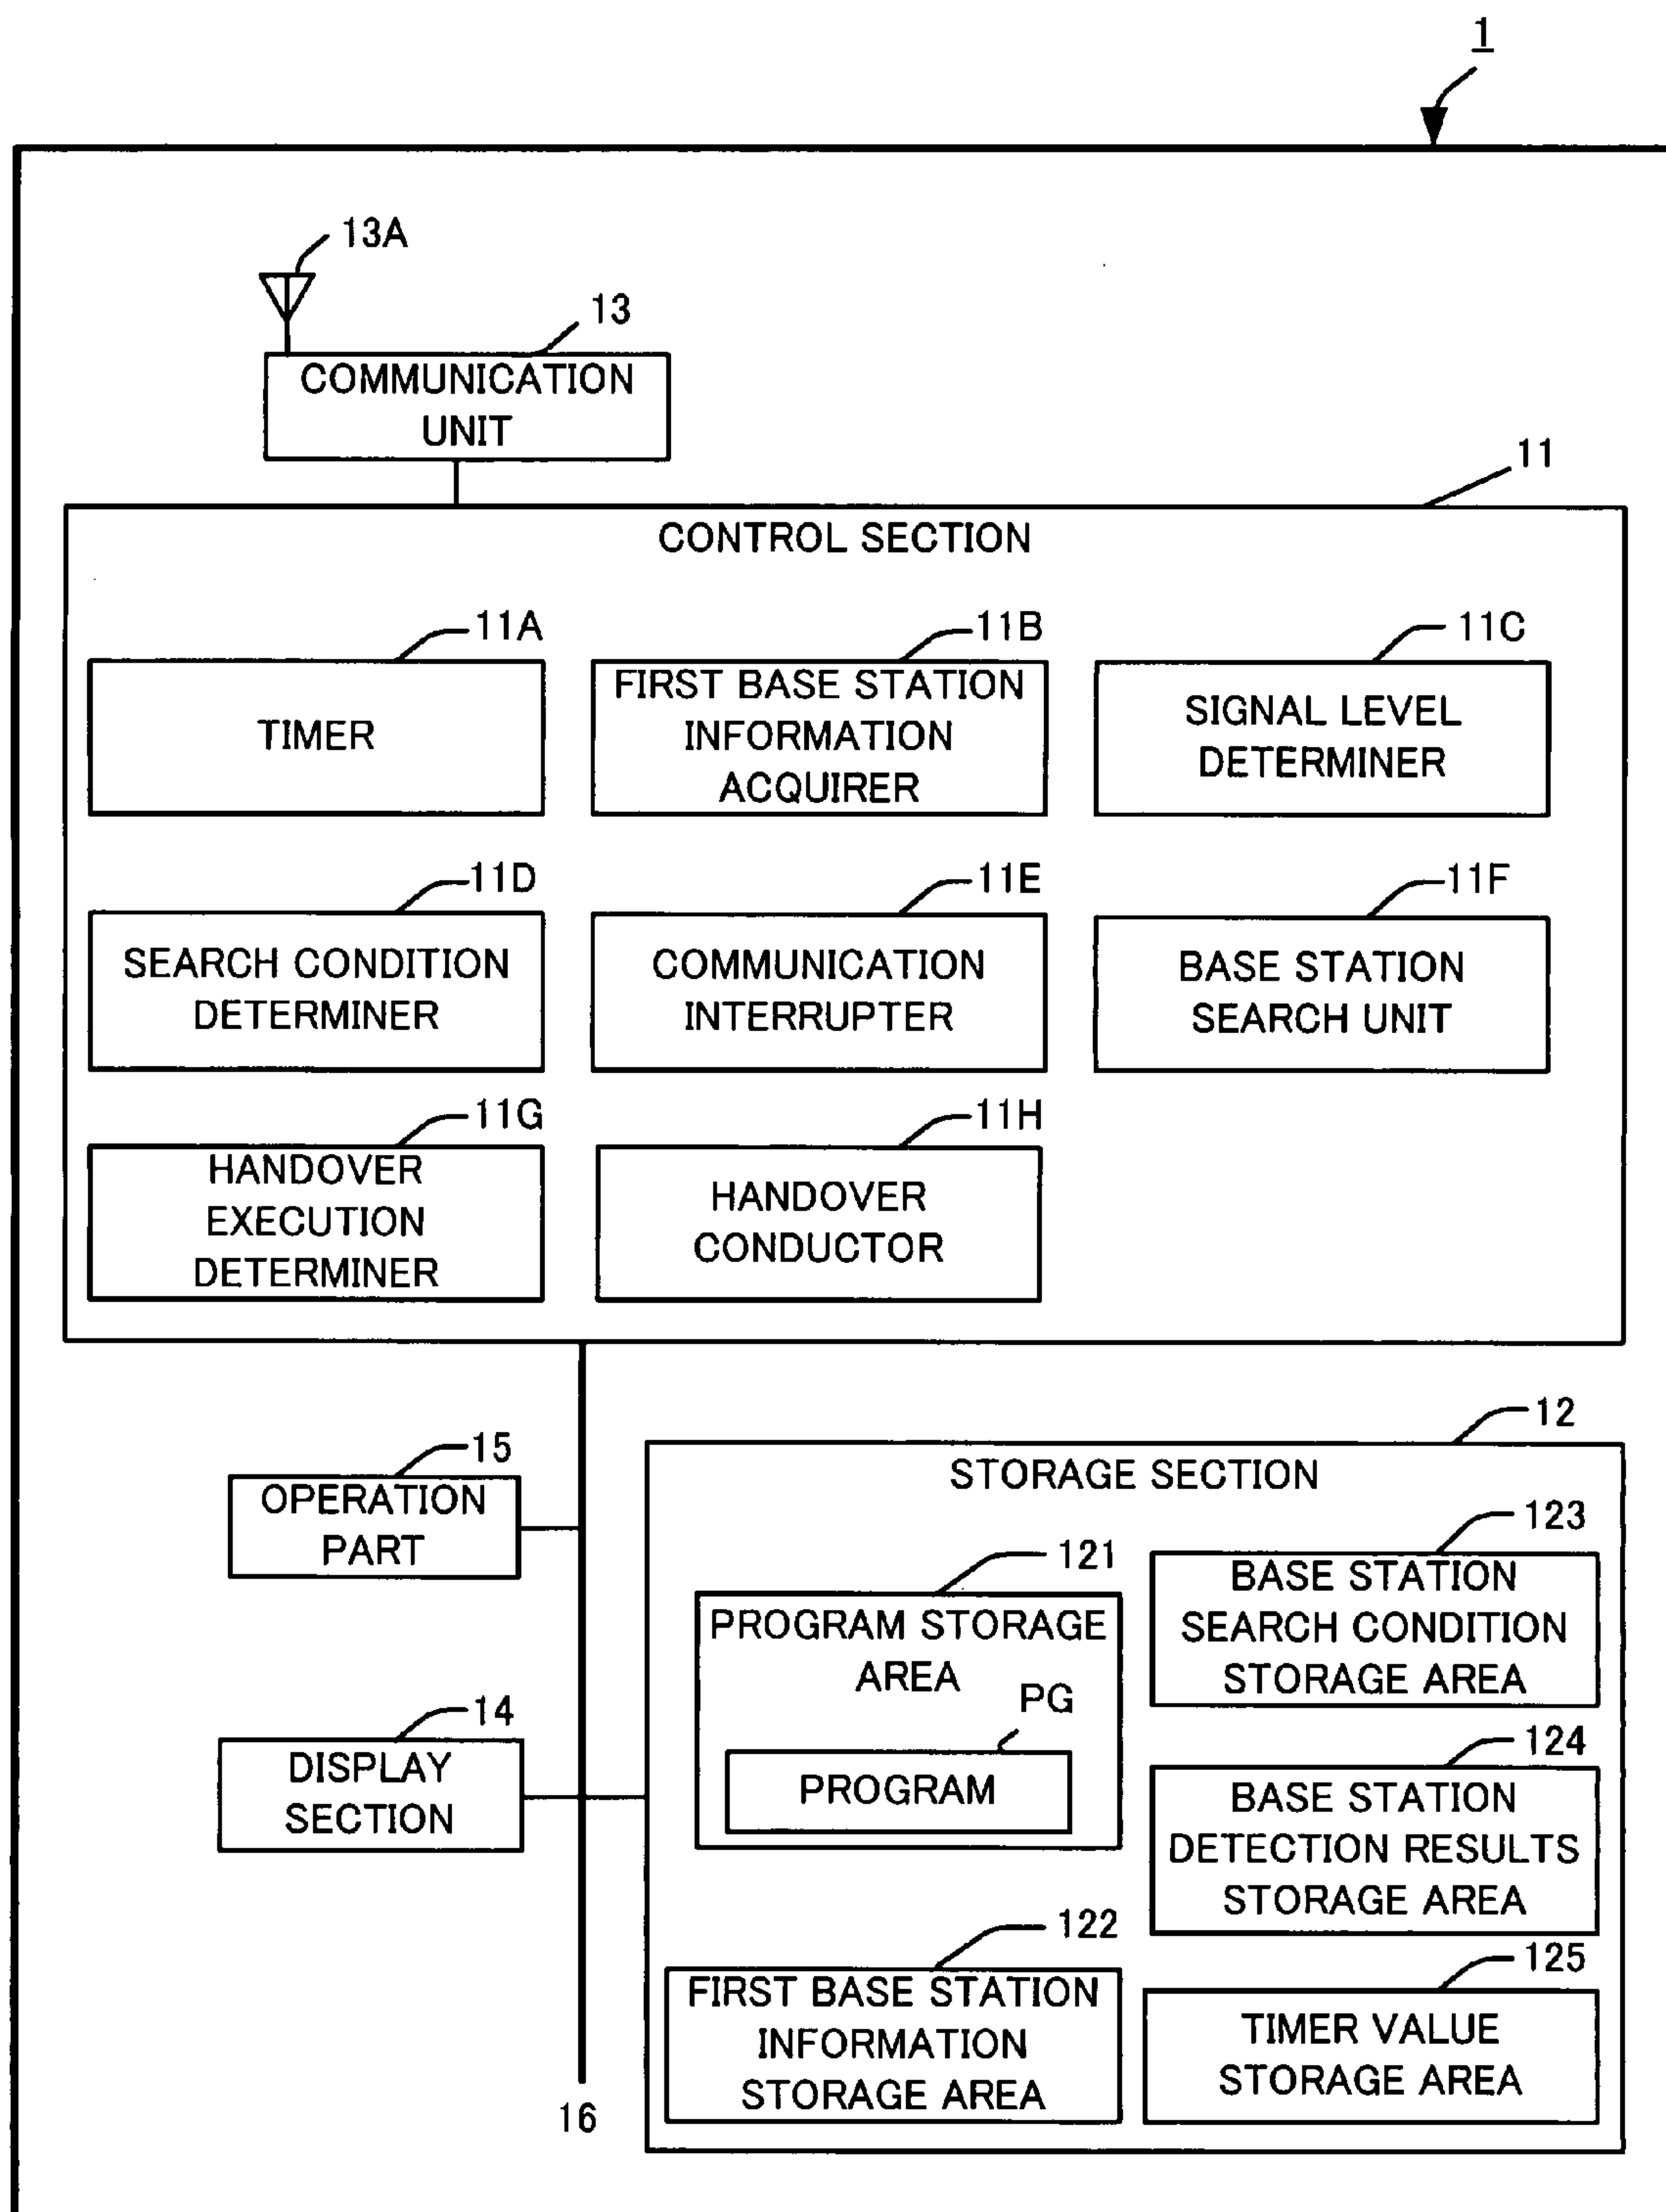 1
13A
13
COMMUNICATION
UNIT
11
CONTROL SECTION
11A
11B
11C
TIMER
FIRST BASE STATION
INFORMATION
ACQUIRER
SIGNAL LEVEL
DETERMINER
11D
11E
11F
SEARCH CONDITION
DETERMINER
COMMUNICATION
INTERRUPTER
BASE STATION
SEARCH UNIT
11G
11H
HANDOVER
EXECUTION
DETERMINER
HANDOVER
CONDUCTOR
15
OPERATION
PART
14
DISPLAY
SECTION
16
12
STORAGE SECTION
121
PROGRAM STORAGE
AREA
PG
PROGRAM
122
FIRST BASE STATION
INFORMATION
STORAGE AREA
123
BASE STATION
SEARCH CONDITION
STORAGE AREA
124
BASE STATION
DETECTION RESULTS
STORAGE AREA
125
TIMER VALUE
STORAGE AREA